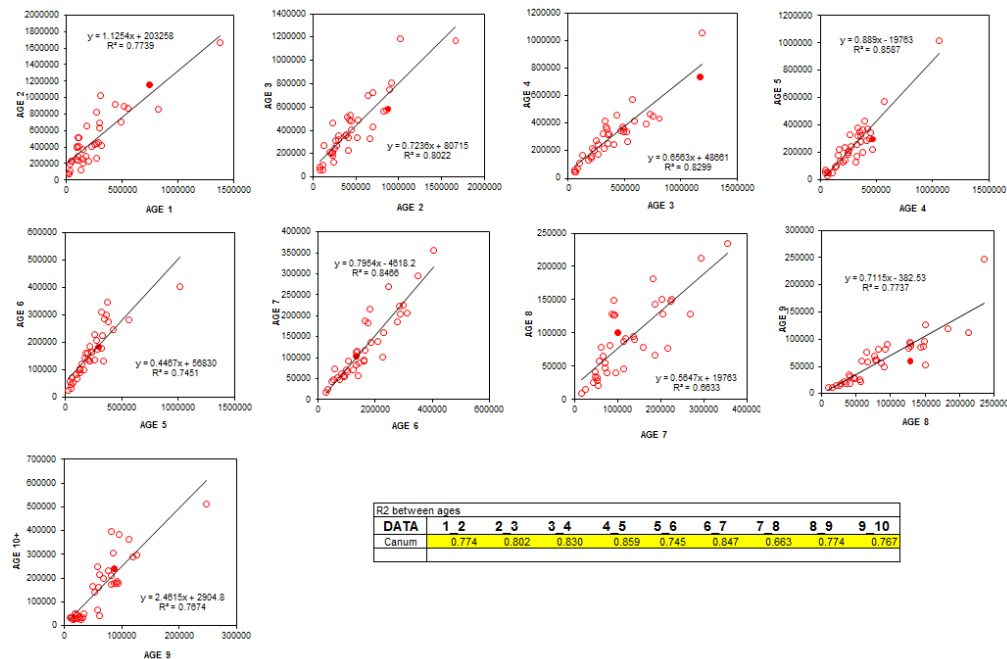 2000000
1800000
1600000
1400000
1200000
1000000
800000
600000
400000
200000
0
AGE 2
y = 1.1254x + 203258
R² = 0.7739
0 500000 1000000 1500000
AGE 1
1400000
1200000
1000000
800000
600000
400000
200000
0
AGE 3
y = 0.7236x + 80715
R² = 0.8022
0 500000 1000000 1500000 2000000
AGE 2
1200000
1000000
800000
600000
400000
200000
0
AGE 4
y = 0.6563x + 48661
R² = 0.8299
0 500000 1000000 1500000
AGE 3
1200000
1000000
800000
600000
400000
200000
0
AGE 5
y = 0.889x - 19763
R² = 0.8587
0 500000 1000000 1500000
AGE 4
600000
500000
400000
300000
200000
100000
0
AGE 6
y = 0.4467x + 56830
R² = 0.7451
0 500000 1000000 1500000
AGE 5
400000
350000
300000
250000
200000
150000
100000
50000
0
AGE 7
y = 0.7954x - 4618.2
R² = 0.8466
0 200000 400000 600000
AGE 6
250000
200000
150000
100000
50000
0
AGE 8
y = 0.5647x + 19763
R² = 0.6633
0 100000 200000 300000 400000
AGE 7
300000
250000
200000
150000
100000
50000
0
AGE 9
y = 0.7115x - 382.53
R² = 0.7737
0 50000 100000 150000 200000 250000
AGE 8
700000
600000
500000
400000
300000
200000
100000
0
AGE 10+
y = 2.4615x + 2904.8
R² = 0.7674
0 100000 200000 300000
AGE 9
R2 between ages
DATA 1_2 2_3 3_4 4_5 5_6 6_7 7_8 8_9 9_10
Canum 0.774 0.802 0.830 0.859 0.745 0.847 0.663 0.774 0.767